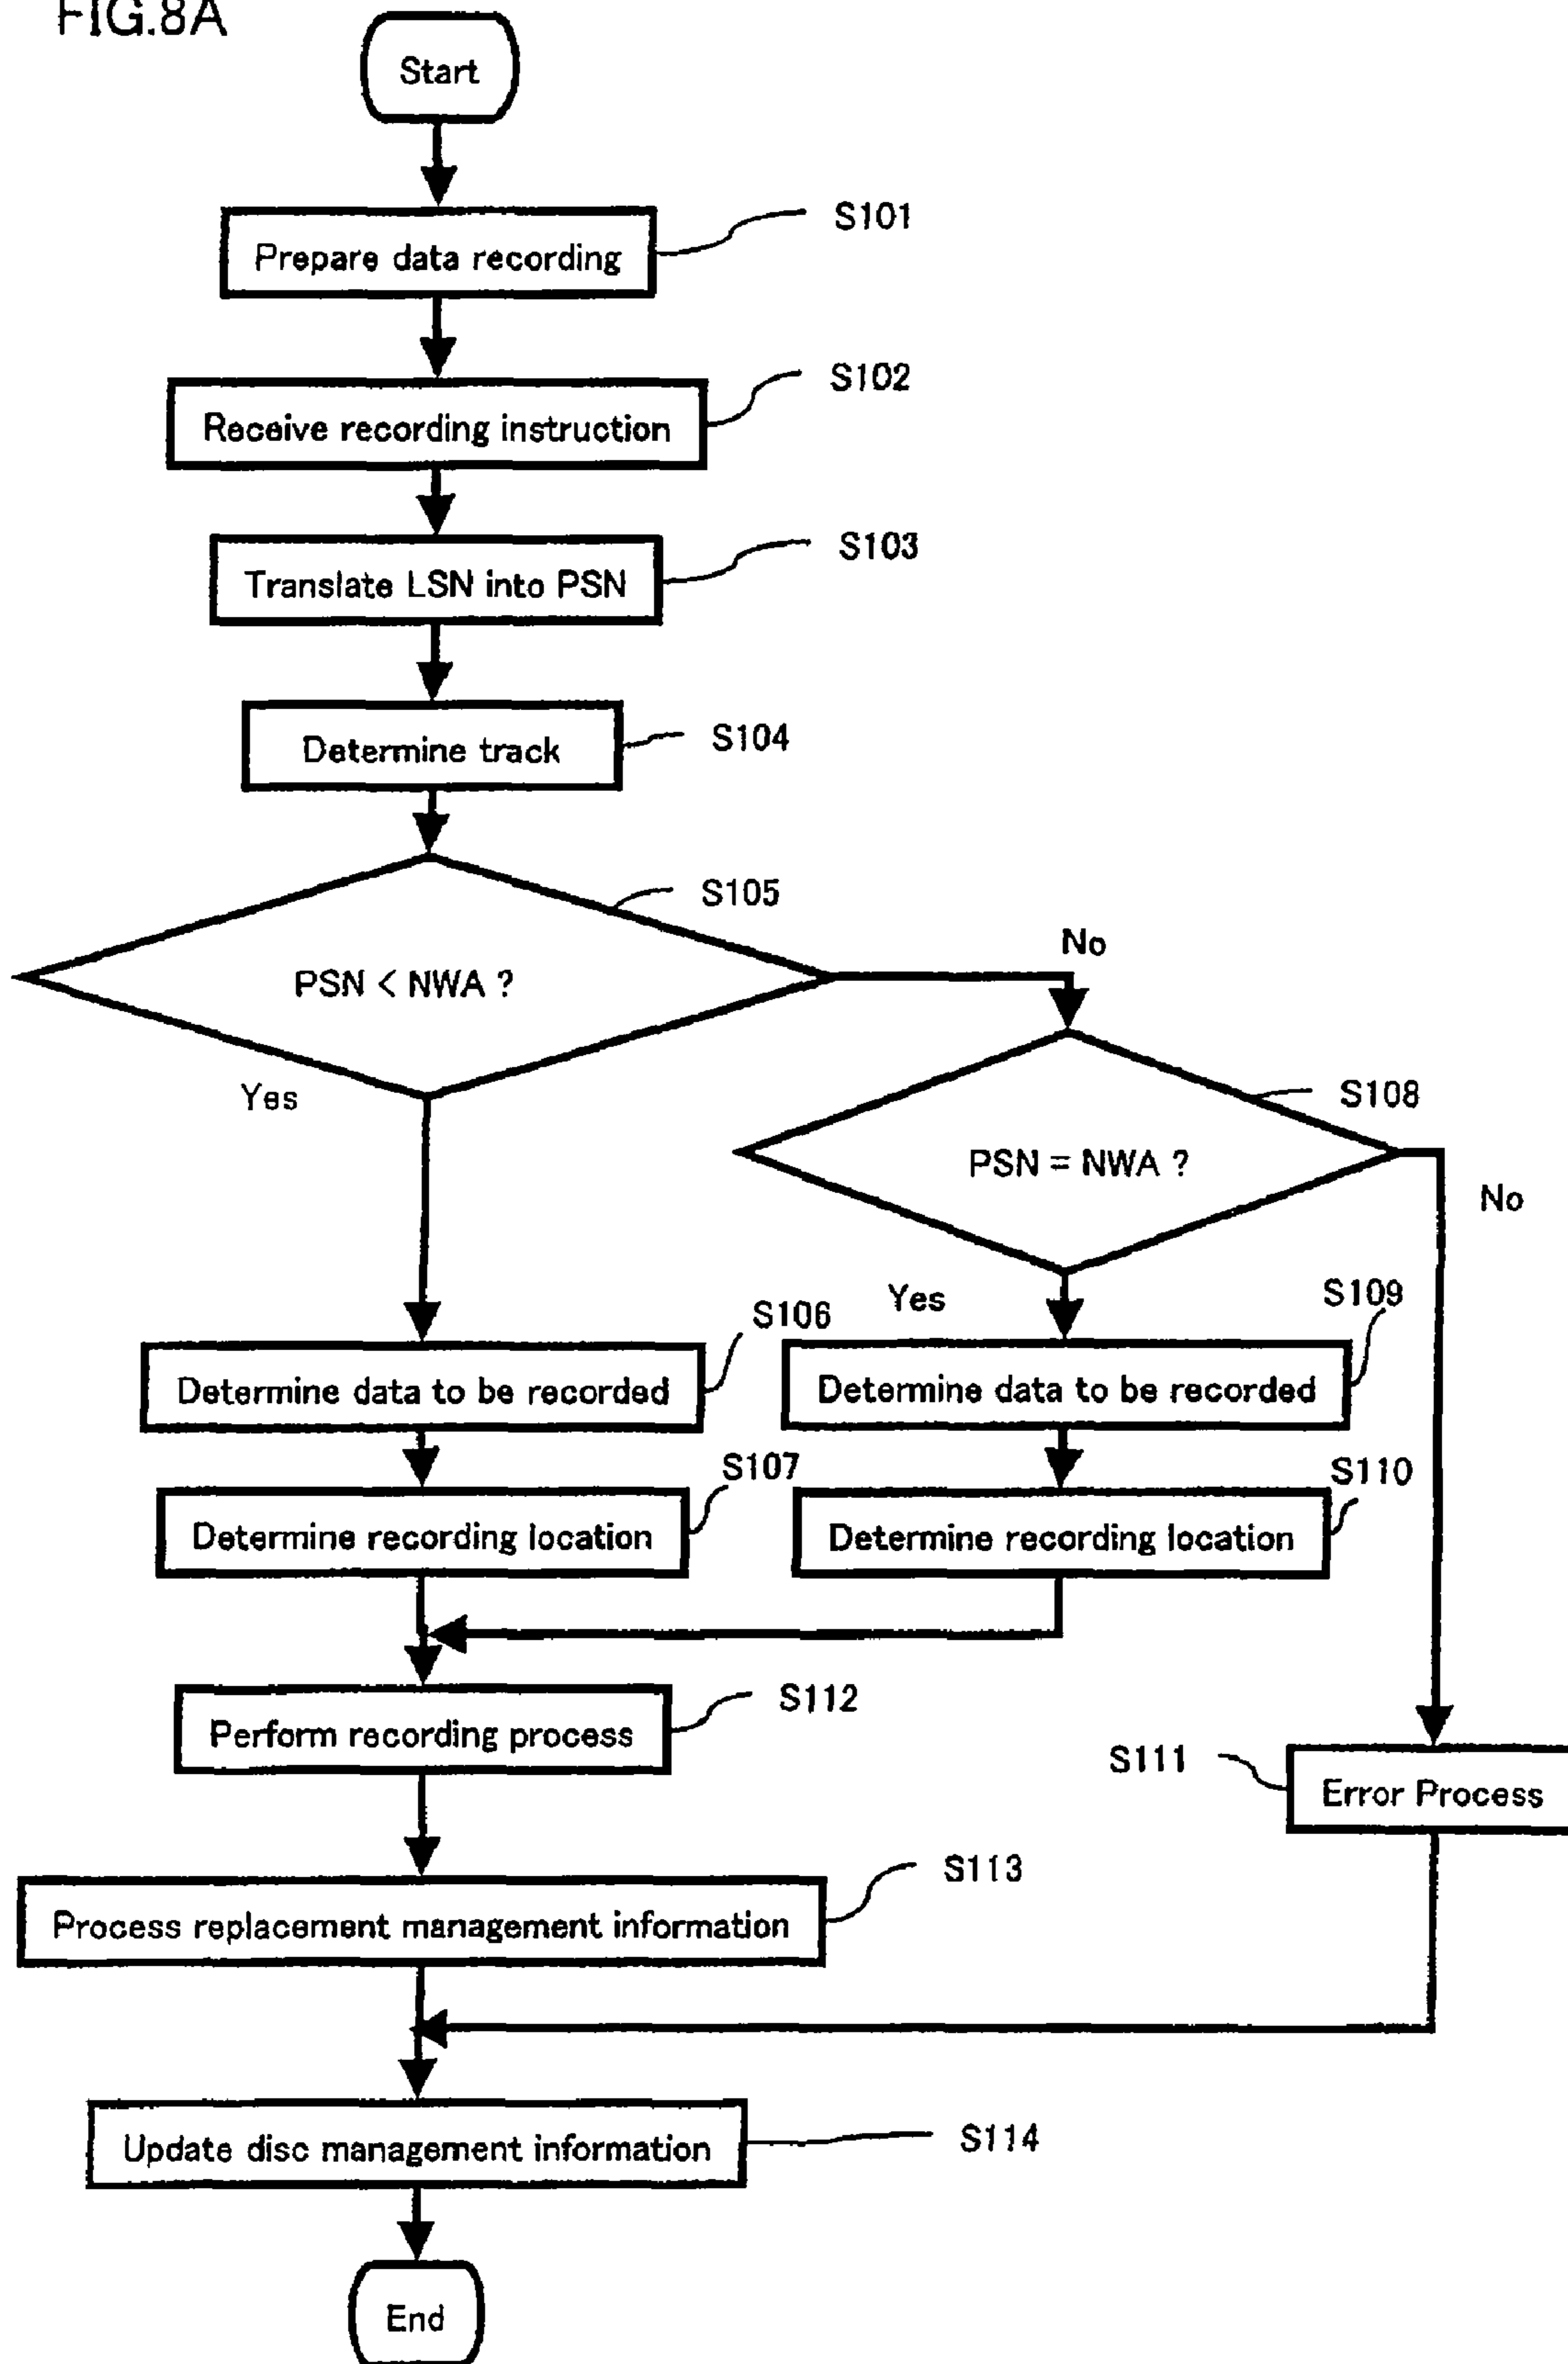 FIG.8A
Start
S101
Prepare data recording
S102
Receive recording instruction
S103
Translate LSN into PSN
S104
Determine track
S105
No
PSN < NWA ?
Yes
S108
PSN = NWA ?
No
Yes
S109
S106
Determine data to be recorded
Determine data to be recorded
S107
S110
Determine recording location
Determine recording location
S112
Perform recording process
S111
Error Process
S113
Process replacement management information
S114
Update disc management information
End